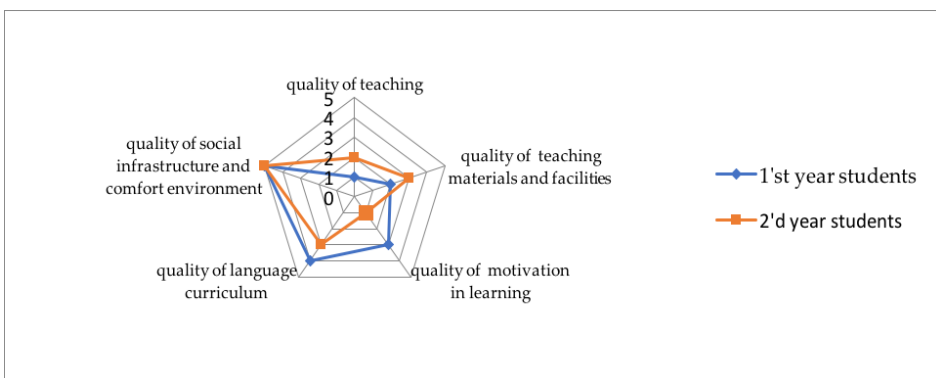 quality of teaching
5
4
3
2
1
0
quality of social
infrastructure and
comfort environment
quality of teaching
materials and facilities
quality of language
curriculum
quality of motivation
in learning
1'st year students
2'd year students